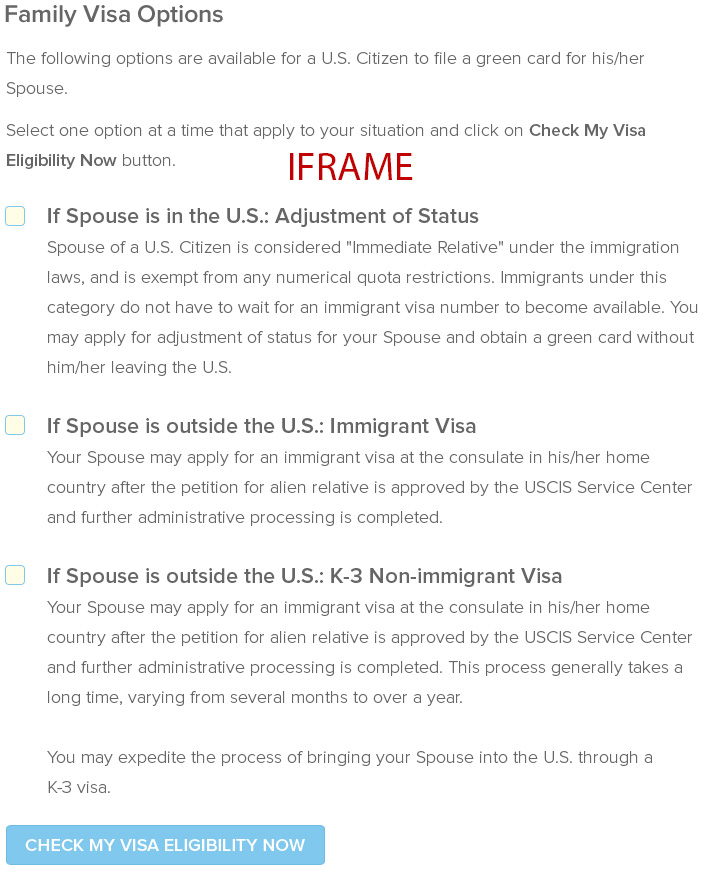 Family Visa Options
The following options are available for a U.S. Citizen to file a green card for his/her
Spouse.
Select one option at a time that apply to your situation and click on Check My Visa
Eligibility Now button.
IFRAME
If Spouse is in the U.S.: Adjustment of Status
Spouse of a U.S. Citizen is considered "Immediate Relative" under the immigration
laws, and is exempt from any numerical quota restrictions. Immigrants under this
category do not have to wait for an immigrant visa number to become available. You
may apply for adjustment of status for your Spouse and obtain a green card without
him/her leaving the U.S.
If Spouse is outside the U.S.: Immigrant Visa
Your Spouse may apply for an immigrant visa at the consulate in his/her home
country after the petition for alien relative is approved by the USCIS Service Center
and further administrative processing is completed.
If Spouse is outside the U.S.: K-3 Non-immigrant Visa
Your Spouse may apply for an immigrant visa at the consulate in his/her home
country after the petition for alien relative is approved by the USCIS Service Center
and further administrative processing is completed. This process generally takes a
long time, varying from several months to over a year.
You may expedite the process of bringing your Spouse into the U.S. through a
K-3 visa.
CHECK MY VISA ELIGIBILITY NOW